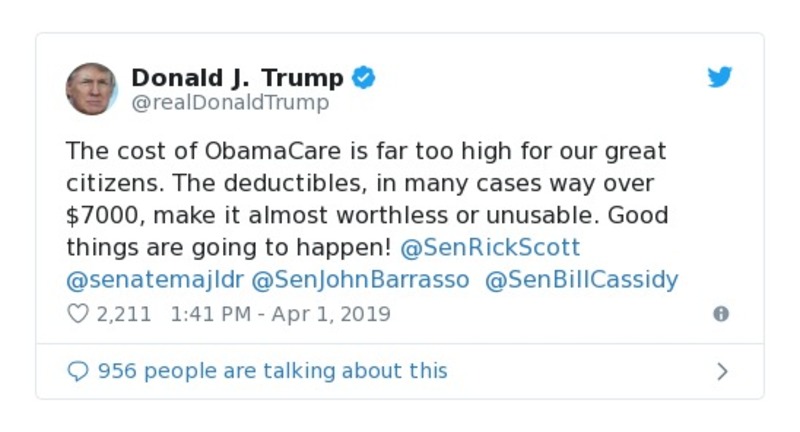 Donald J. Trump
@realDonaldTrump
The cost of ObamaCare is far too high for our great
citizens. The deductibles, in many cases way over
$7000, make it almost worthless or unusable. Good
things are going to happen! @SenRickScott
@senatemajldr @SenJohnBarrasso @SenBillCassidy
2,211 1:41 PM - Apr 1, 2019
956 people are talking about this